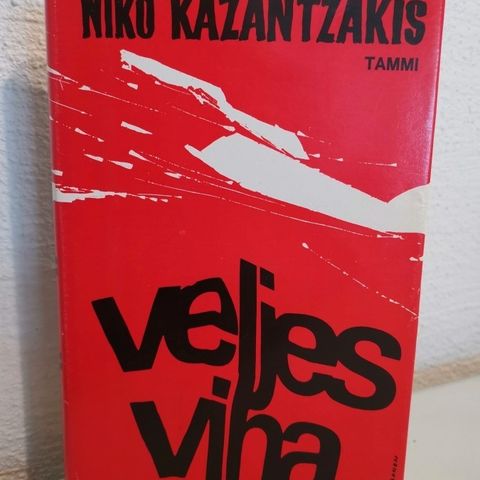 NIKO KAZANTZAKIS
TAMMI
veljes
viha